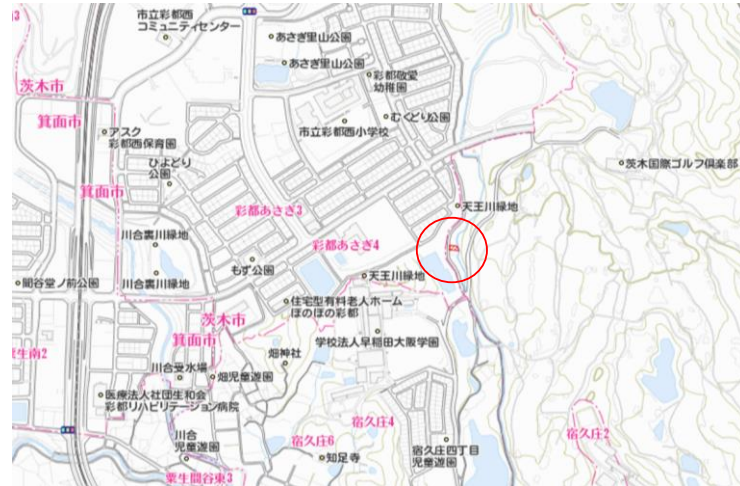 市立彩都西
コミュニティセンター
あさぎ里山公園
あさぎ里山公園
彩都敬愛
幼稚園
茨木市
箕面市
むくどり公園
アスク
彩都西保育園
市立彩都西小学校
ひよどり
公園
茨木国際ゴルフ倶楽部
箕面市
彩都あさぎ3
天王川緑地
川合裏川緑地
彩都あさぎ4
もず公園
天王川緑地
間谷堂ノ前公園
川合裏川緑地
住宅型有料老人ホーム
ほのぼの彩都
茨木市
箕面市
学校法人早稲田大阪学園
粟生南2
畑神社
川合受水場
畑児童遊園
医療法人社団生和会
彩都リハビリテーション病院
宿久庄4
川合
児童遊園
宿久庄6
宿久庄四丁目
児童遊園
宿久庄2
知足寺
粟生間谷東3